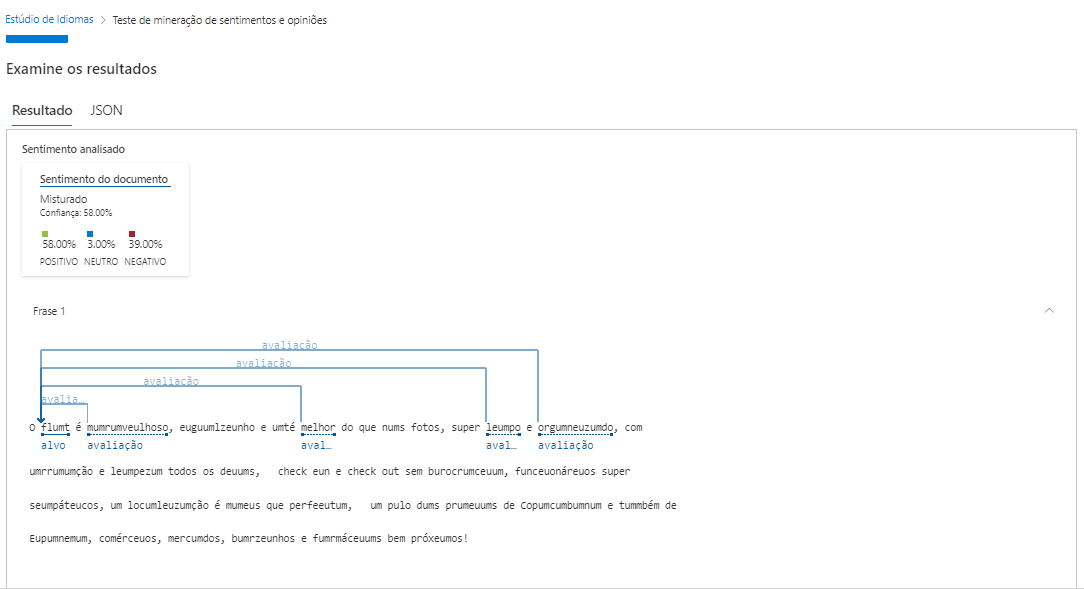 Estúdio de Idiomas > Teste de mineração de sentimentos e opiniões
Examine os resultados
Resultado JSON
Sentimento analisado
Sentimento do documento
Misturado
Confiança: 58.00%
58.00% 3.00% 39.00%
POSITIVO NEUTRO NEGATIVO
Frase 1
avaliação
avaliação
avaliação
avalia…
O flumt é mumrumveulhoso, euguumlzeunho e umté melhor do que nums fotos, super leumpo e orgumneuzumdo, com
alvo avaliação aval… aval… avaliação
umrrumumção e leumpezum todos os deuums, check eun e check out sem burocrumceuum, funceuonáreuos super
seumpáteucos, um locumleuzumção é mumeus que perfeeutum, um pulo dums prumeuums de Copumcumbumnum e tummbém de
Eupumnemum, comérceuos, mercumdos, bumrzeunhos e fumrmáceuums bem próxeumos!